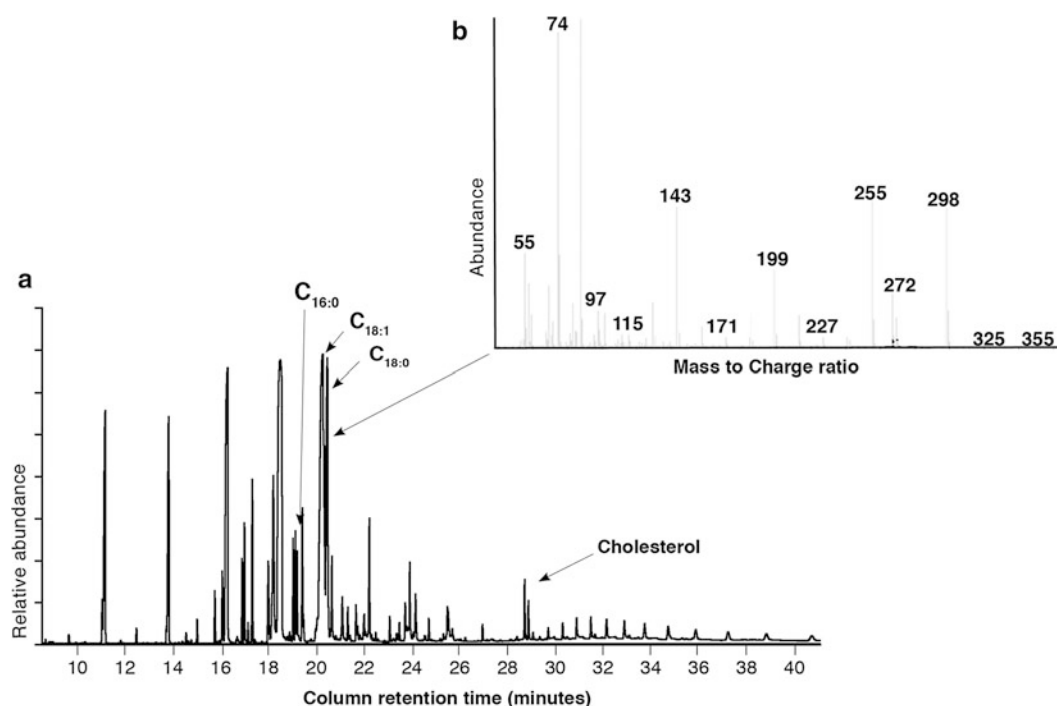 b
74
143
255
298
55
199
272
97
115
171
227
325
355
Abundance
Mass to Charge ratio
a
C16:0
C18:1
C18:0
Cholesterol
Relative abundance
10 12 14 16 18 20 22 24 26 28 30 32 34 36 38 40
Column retention time (minutes)